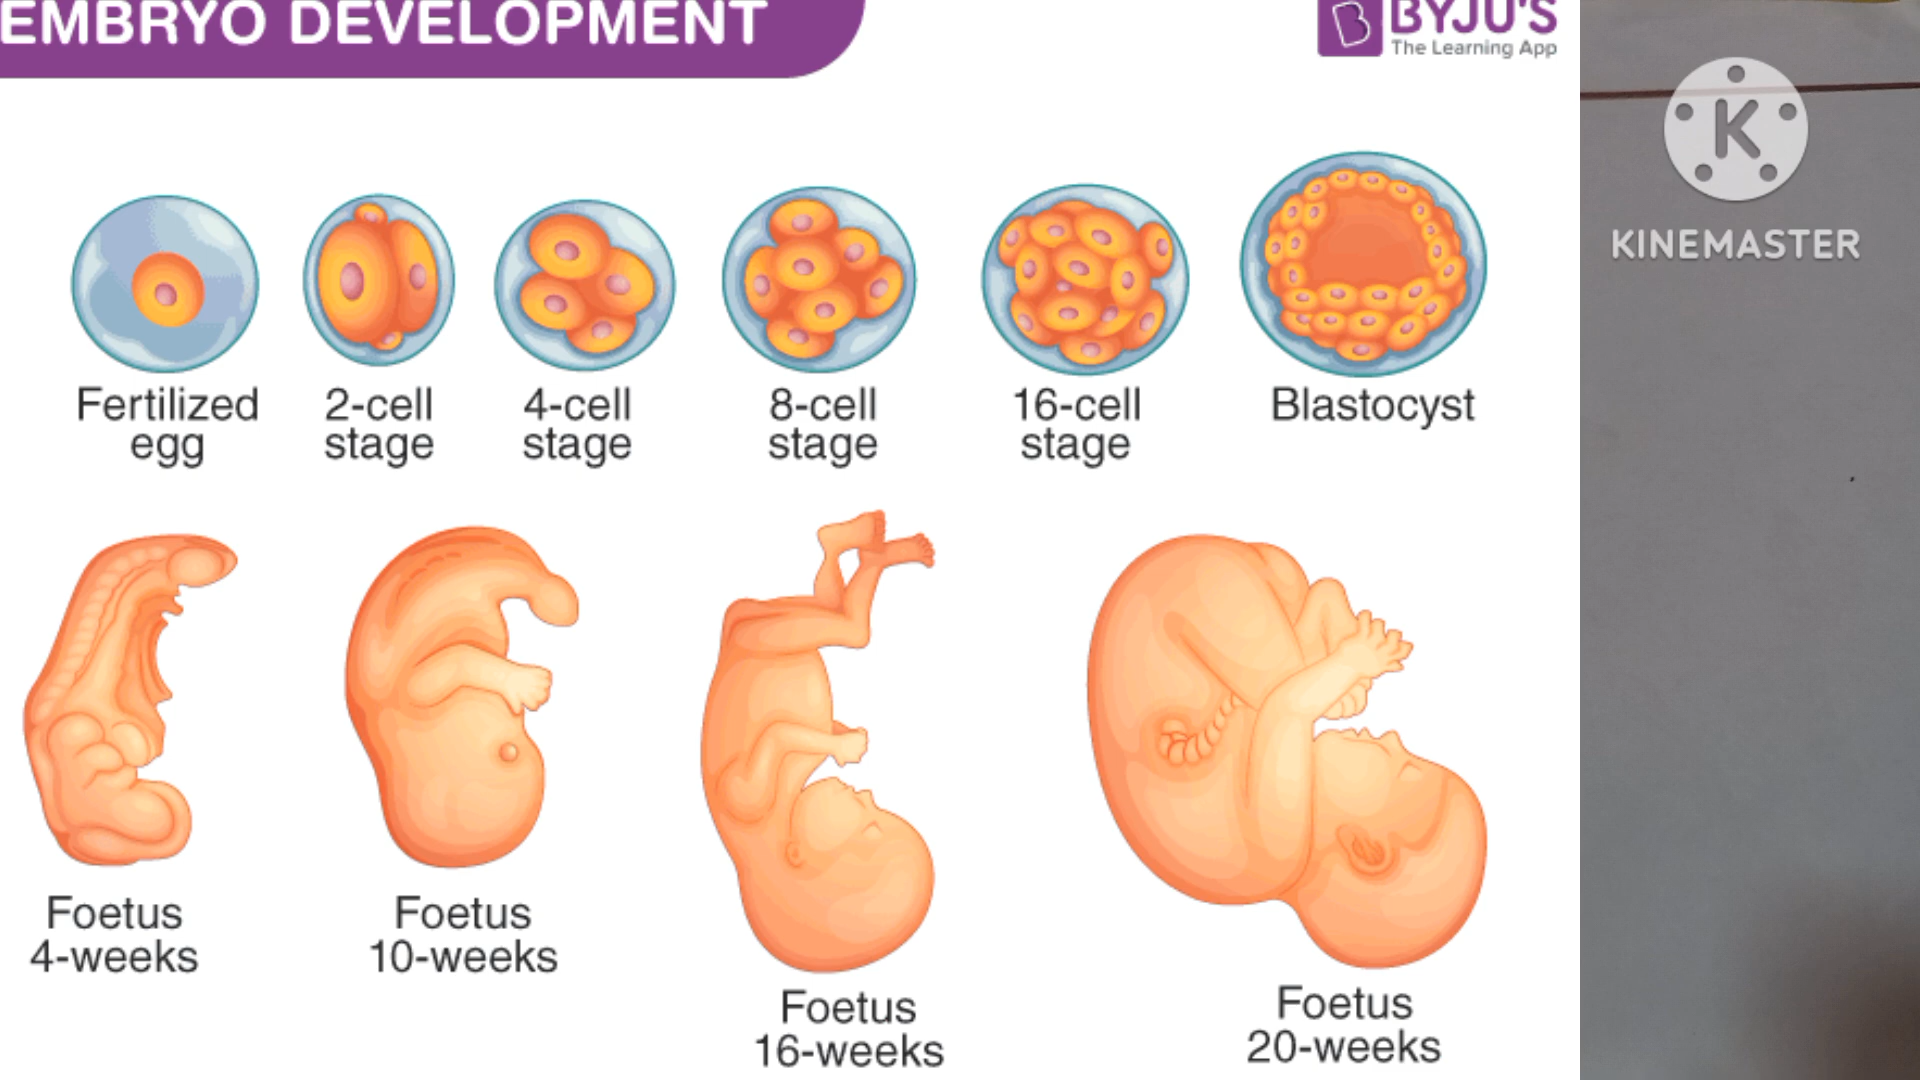 EMBRYO DEVELOPMENT
BYJU'S
The Learning App
K
KINEMASTER
Fertilized
egg
2-cell
stage
4-cell
stage
8-cell
stage
16-cell
stage
Blastocyst
Foetus
4-weeks
Foetus
10-weeks
Foetus
16-weeks
Foetus
20-weeks